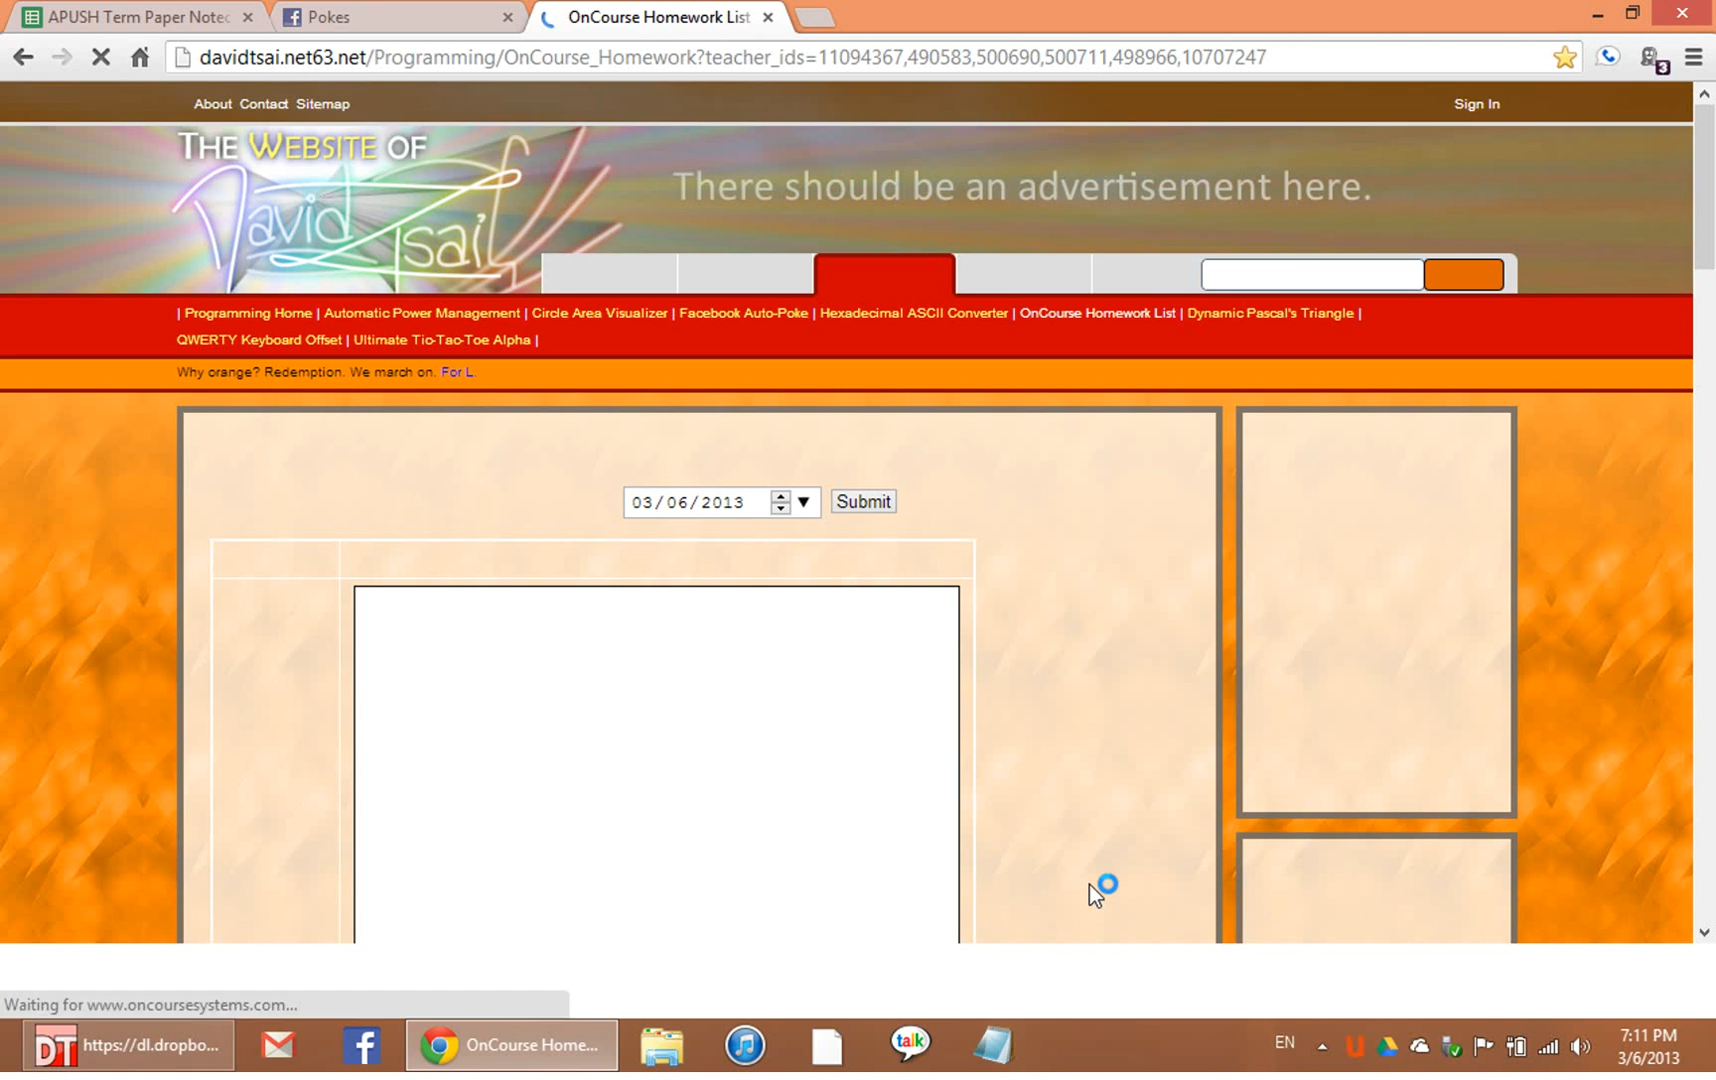 APUSH Term Paper Notec
Pokes
OnCourse Homework List
davidtsai.net63.net/Programming/OnCourse_Homework?teacher_ids=11094367,490583,500690,500711,498966,10707247
3
About Contact Sitemap
Sign In
THE WEBSITE OF
David Tsai
There should be an advertisement here.
| Programming Home | Automatic Power Management | Circle Area Visualizer | Facebook Auto-Poke | Hexadecimal ASCII Converter | OnCourse Homework List | Dynamic Pascal's Triangle |
QWERTY Keyboard Offset | Ultimate Tic-Tac-Toe Alpha |
Why orange? Redemption. We march on. For L.
03/06/2013
Submit
Waiting for www.oncoursesystems.com...
DT
https://dl.dropbo...
OnCourse Home...
talk
EN
7:11 PM
3/6/2013